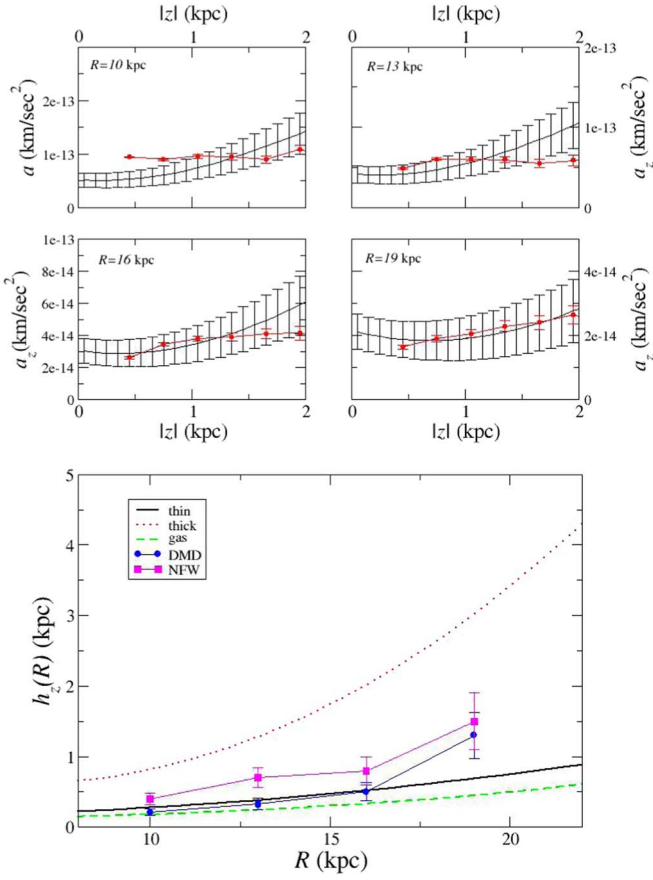 |z| (kpc) |z| (kpc)
0 1 2 0 1 2
R=10 kpc R=13 kpc
2e-13
1e-13
0
a (km/sec²)
2e-13
1e-13
0
a_z (km/sec²)
R=16 kpc R=19 kpc
1e-13
8e-14
6e-14
4e-14
2e-14
0
a_z (km/sec²)
4e-14
2e-14
0
a_z (km/sec²)
0 1 2 0 1 2
|z| (kpc) |z| (kpc)
5
4
3
2
1
0
h_z(R) (kpc)
thin
thick
gas
DMD
NFW
10 15 20
R (kpc)